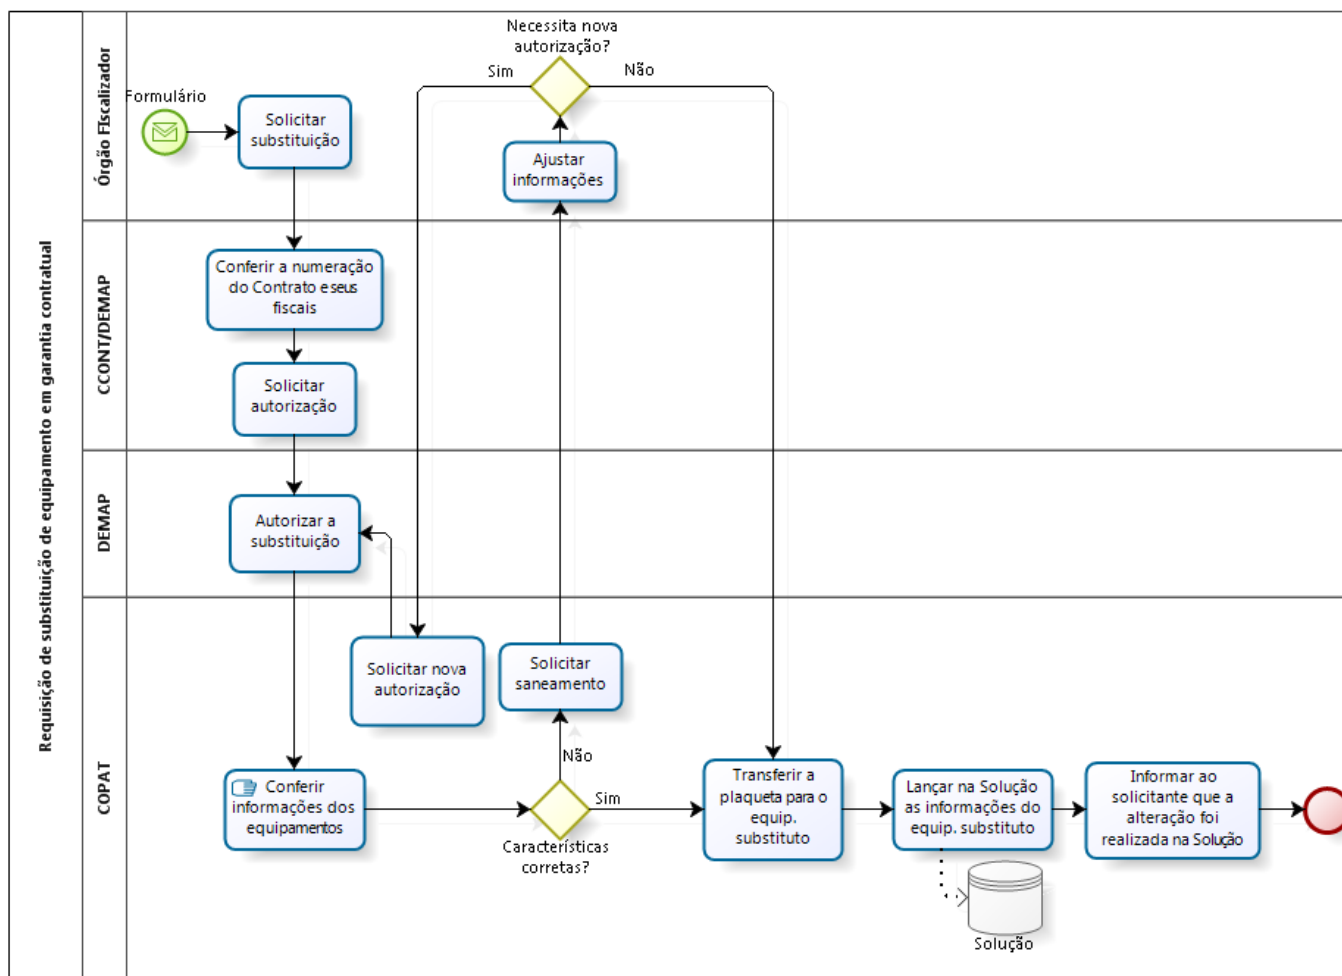 Requisição de substituição de equipamento em garantia contratual
Órgão FIscalizador
Formulário
Solicitar
substituição
Necessita nova
autorização?
Sim
Não
Ajustar
informações
CCONT/DEMAP
Conferir a numeração
do Contrato e seus
fiscais
Solicitar
autorização
DEMAP
Autorizar a
substituição
COPAT
Solicitar nova
autorização
Solicitar
saneamento
Não
Conferir
informações dos
equipamentos
Características
corretas?
Sim
Transferir a
plaqueta para o
equip.
substituto
Lançar na Solução
as informações do
equip. substituto
Informar ao
solicitante que a
alteração foi
realizada na Solução
Solução